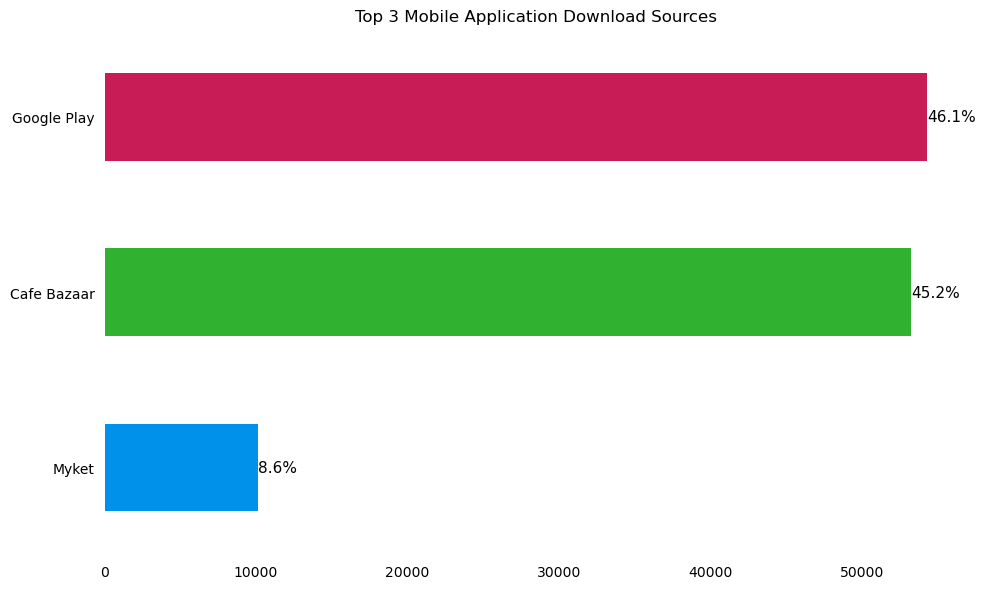 Top 3 Mobile Application Download Sources
Google Play 46.1%
Cafe Bazaar 45.2%
Myket 8.6%
0 10000 20000 30000 40000 50000